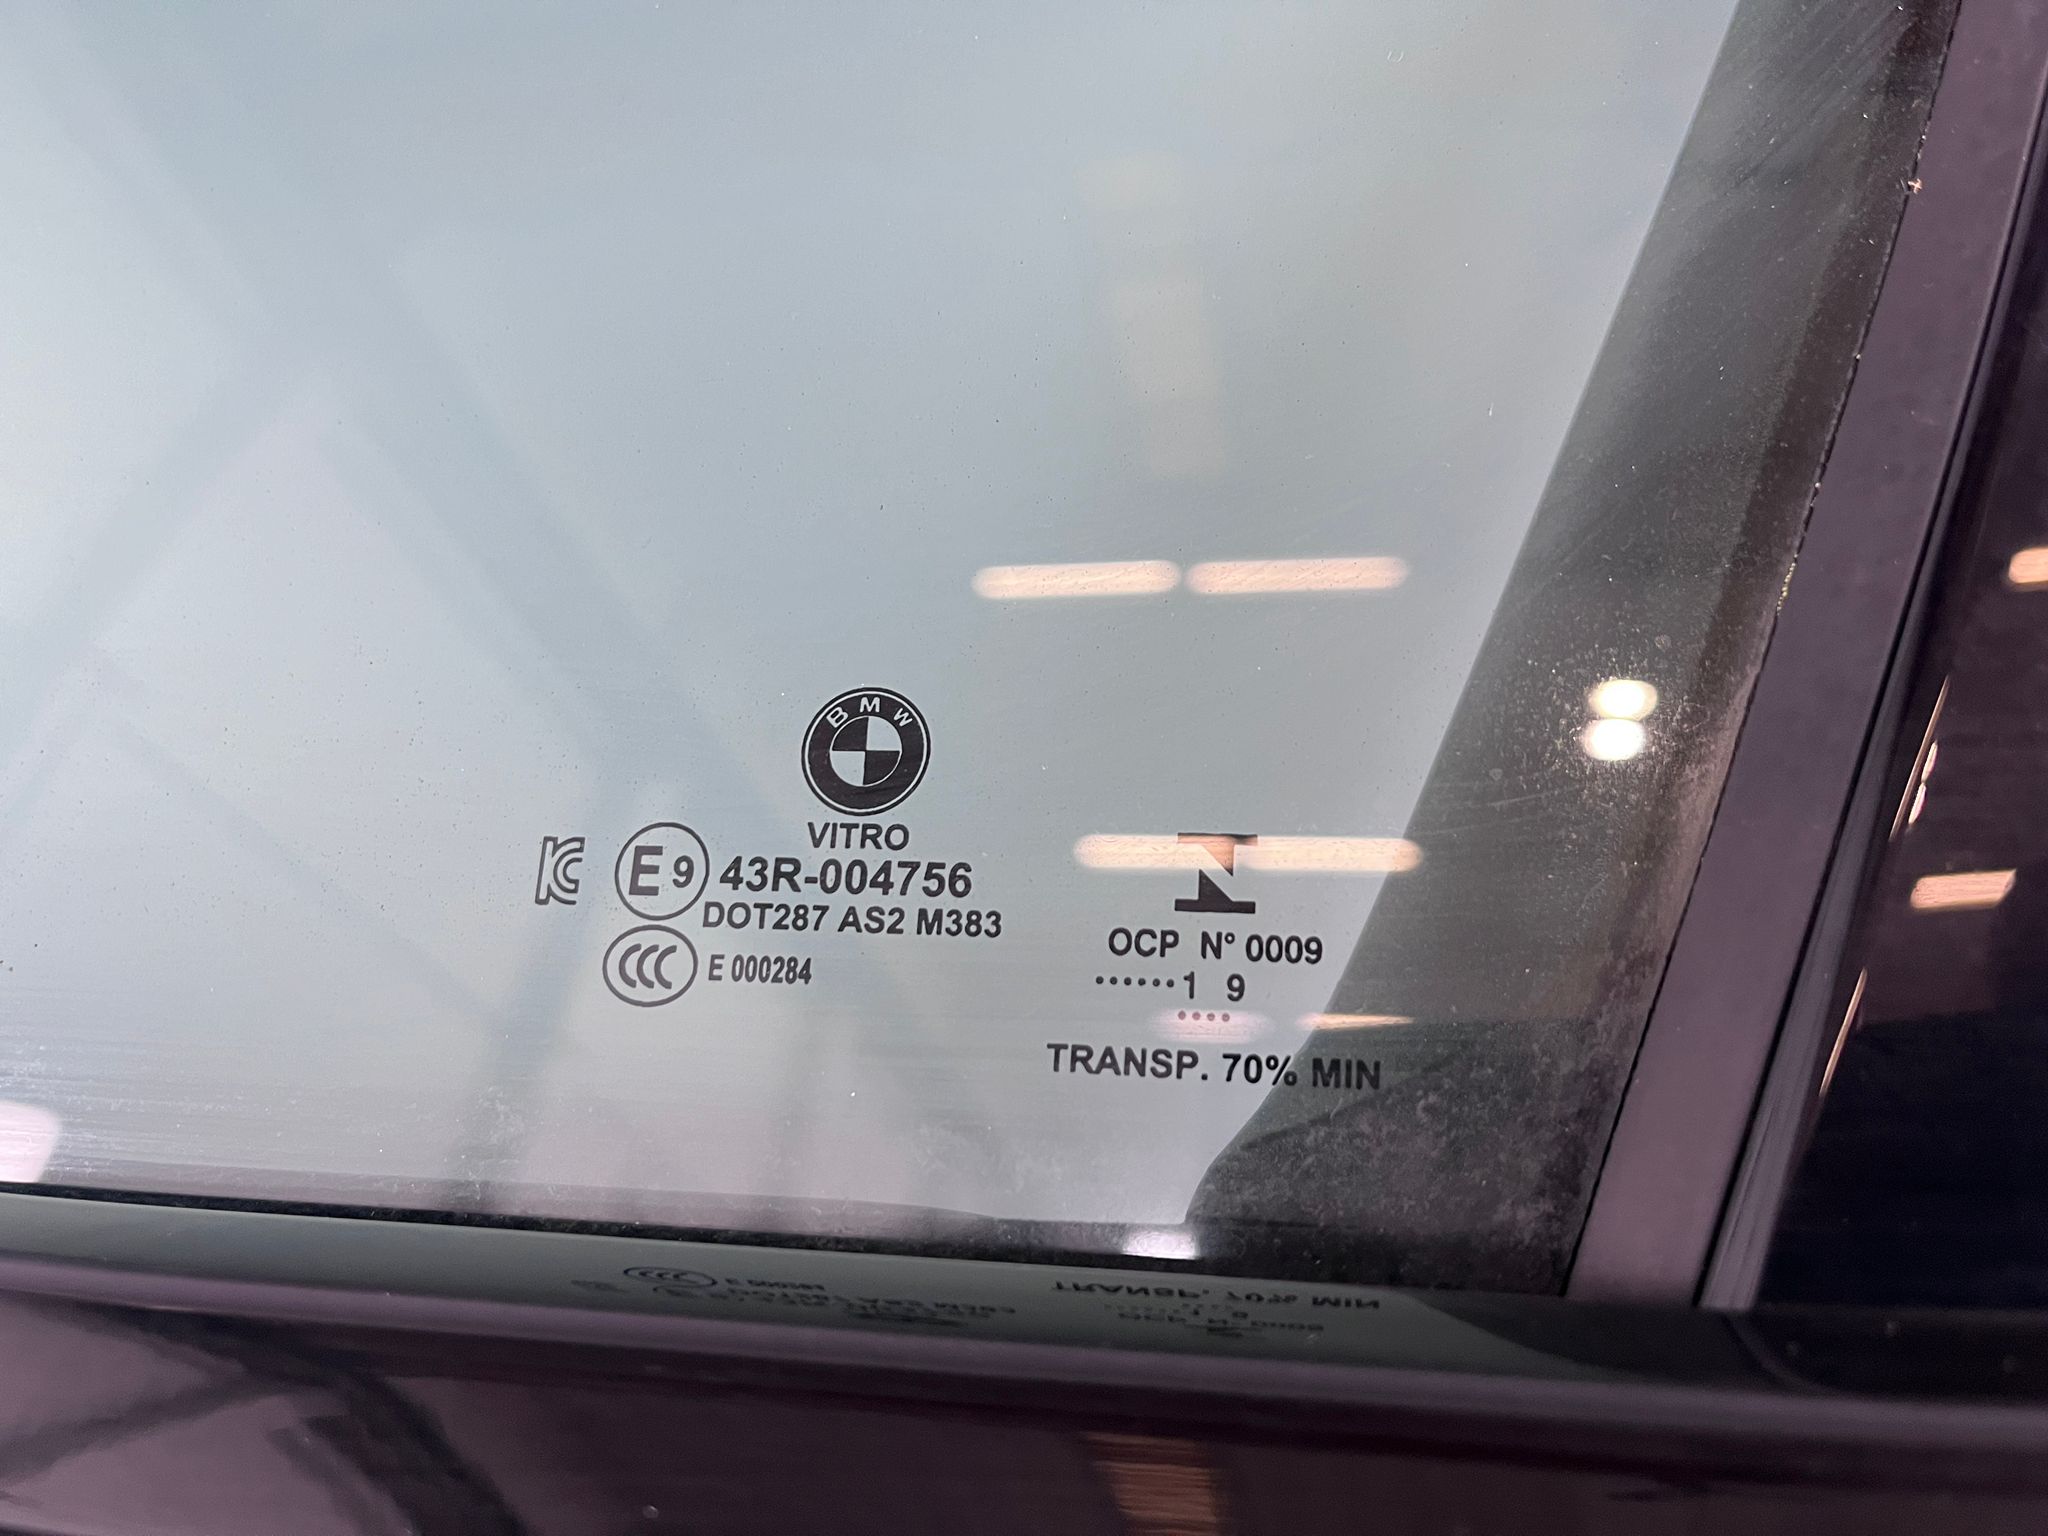 BMW
VITRO
E9 43R-004756
DOT287 AS2 M383
CCC E 000284
OCP N° 0009
......1 9
....
TRANSP. 70% MIN